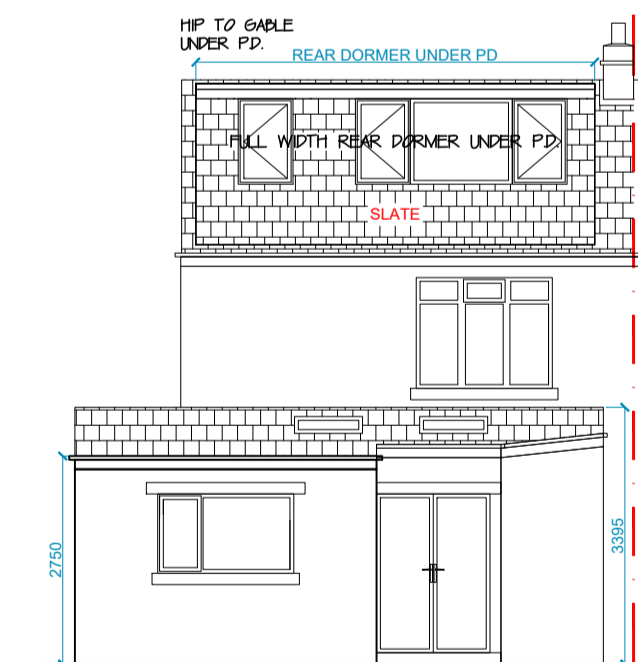 HIP TO GABLE
UNDER P.D.
REAR DORMER UNDER PD
FULL WIDTH REAR DORMER UNDER P.D.
SLATE
2750
3395